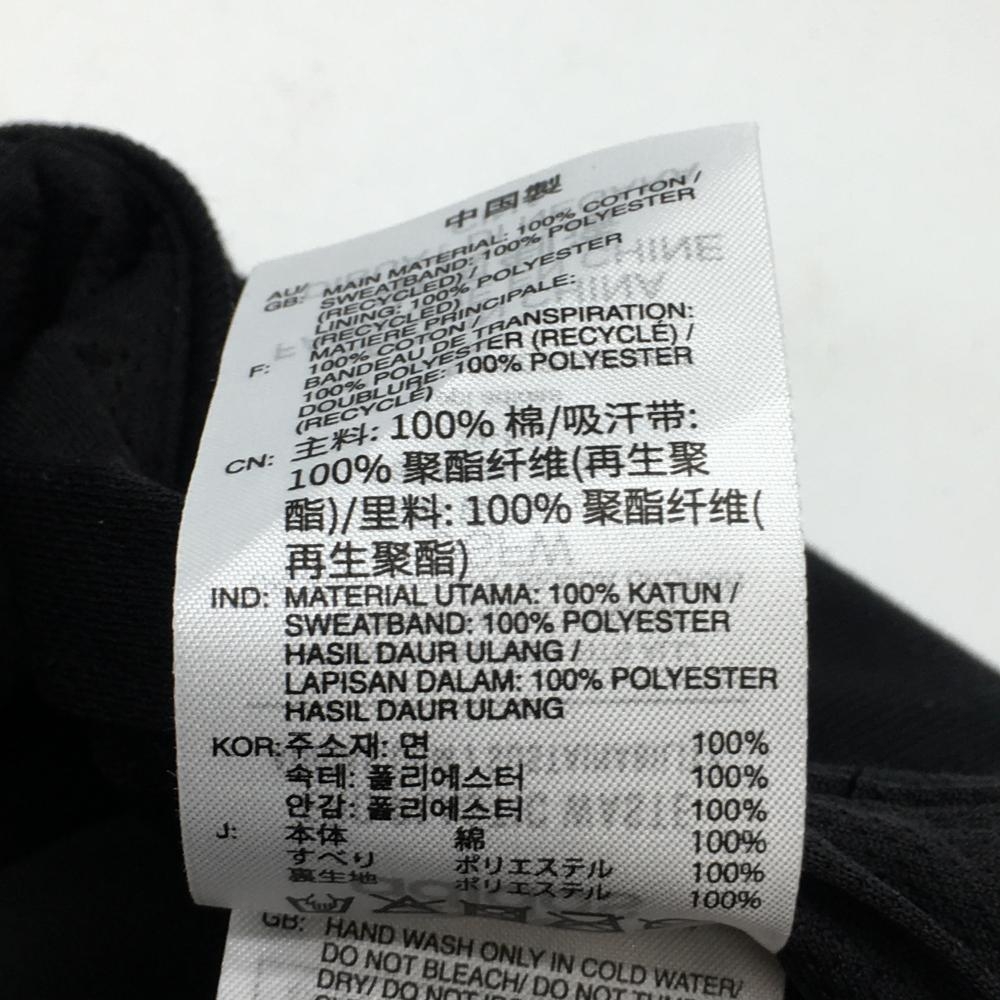 中国製
AU/
GB: MAIN MATERIAL: 100% COTTON /
SWEATBAND: 100% POLYESTER
(RECYCLED) /
LINING: 100% POLYESTER
(RECYCLED)
F: MATIERE PRINCIPALE:
100% COTON /
BANDEAU DE TRANSPIRATION:
100% POLYESTER (RECYCLÉ) /
DOUBLURE: 100% POLYESTER
(RECYCLÉ)
CN: 主料: 100% 棉/吸汗带:
100% 聚酯纤维(再生聚
酯)/里料: 100% 聚酯纤维(
再生聚酯)
IND: MATERIAL UTAMA: 100% KATUN /
SWEATBAND: 100% POLYESTER
HASIL DAUR ULANG /
LAPISAN DALAM: 100% POLYESTER
HASIL DAUR ULANG
KOR: 주소재: 면 100%
속테: 폴리에스터 100%
안감: 폴리에스터 100%
J: 本体 綿 100%
すべり ポリエステル 100%
裏生地 ポリエステル 100%
GB: HAND WASH ONLY IN COLD WATER/
DO NOT BLEACH/ DO NOT
DRY/ DO NOT